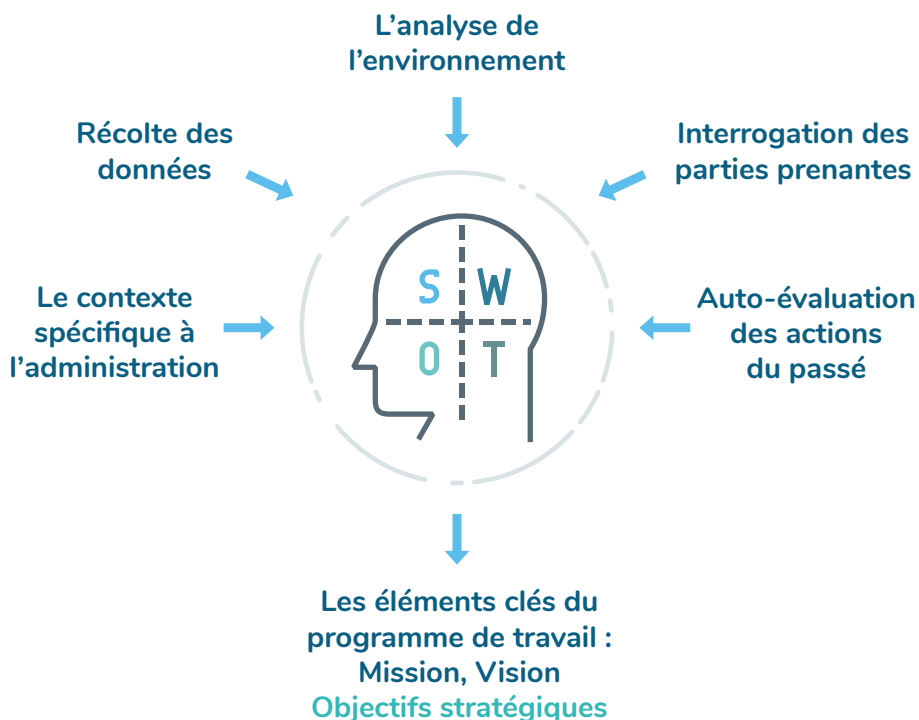 L’analyse de
l’environnement
Récolte des
données
Interrogation des
parties prenantes
Le contexte
spécifique à
l’administration
S W
O T
Auto-évaluation
des actions
du passé
Les éléments clés du
programme de travail :
Mission, Vision
Objectifs stratégiques